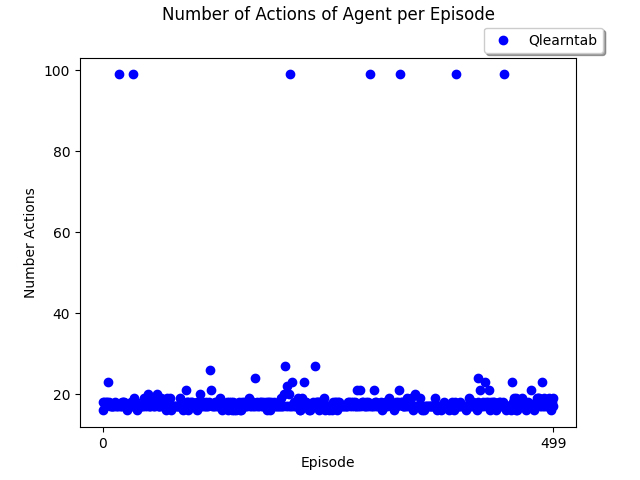 Number of Actions of Agent per Episode
Qlearntab
100
80
60
40
20
Number Actions
0
499
Episode